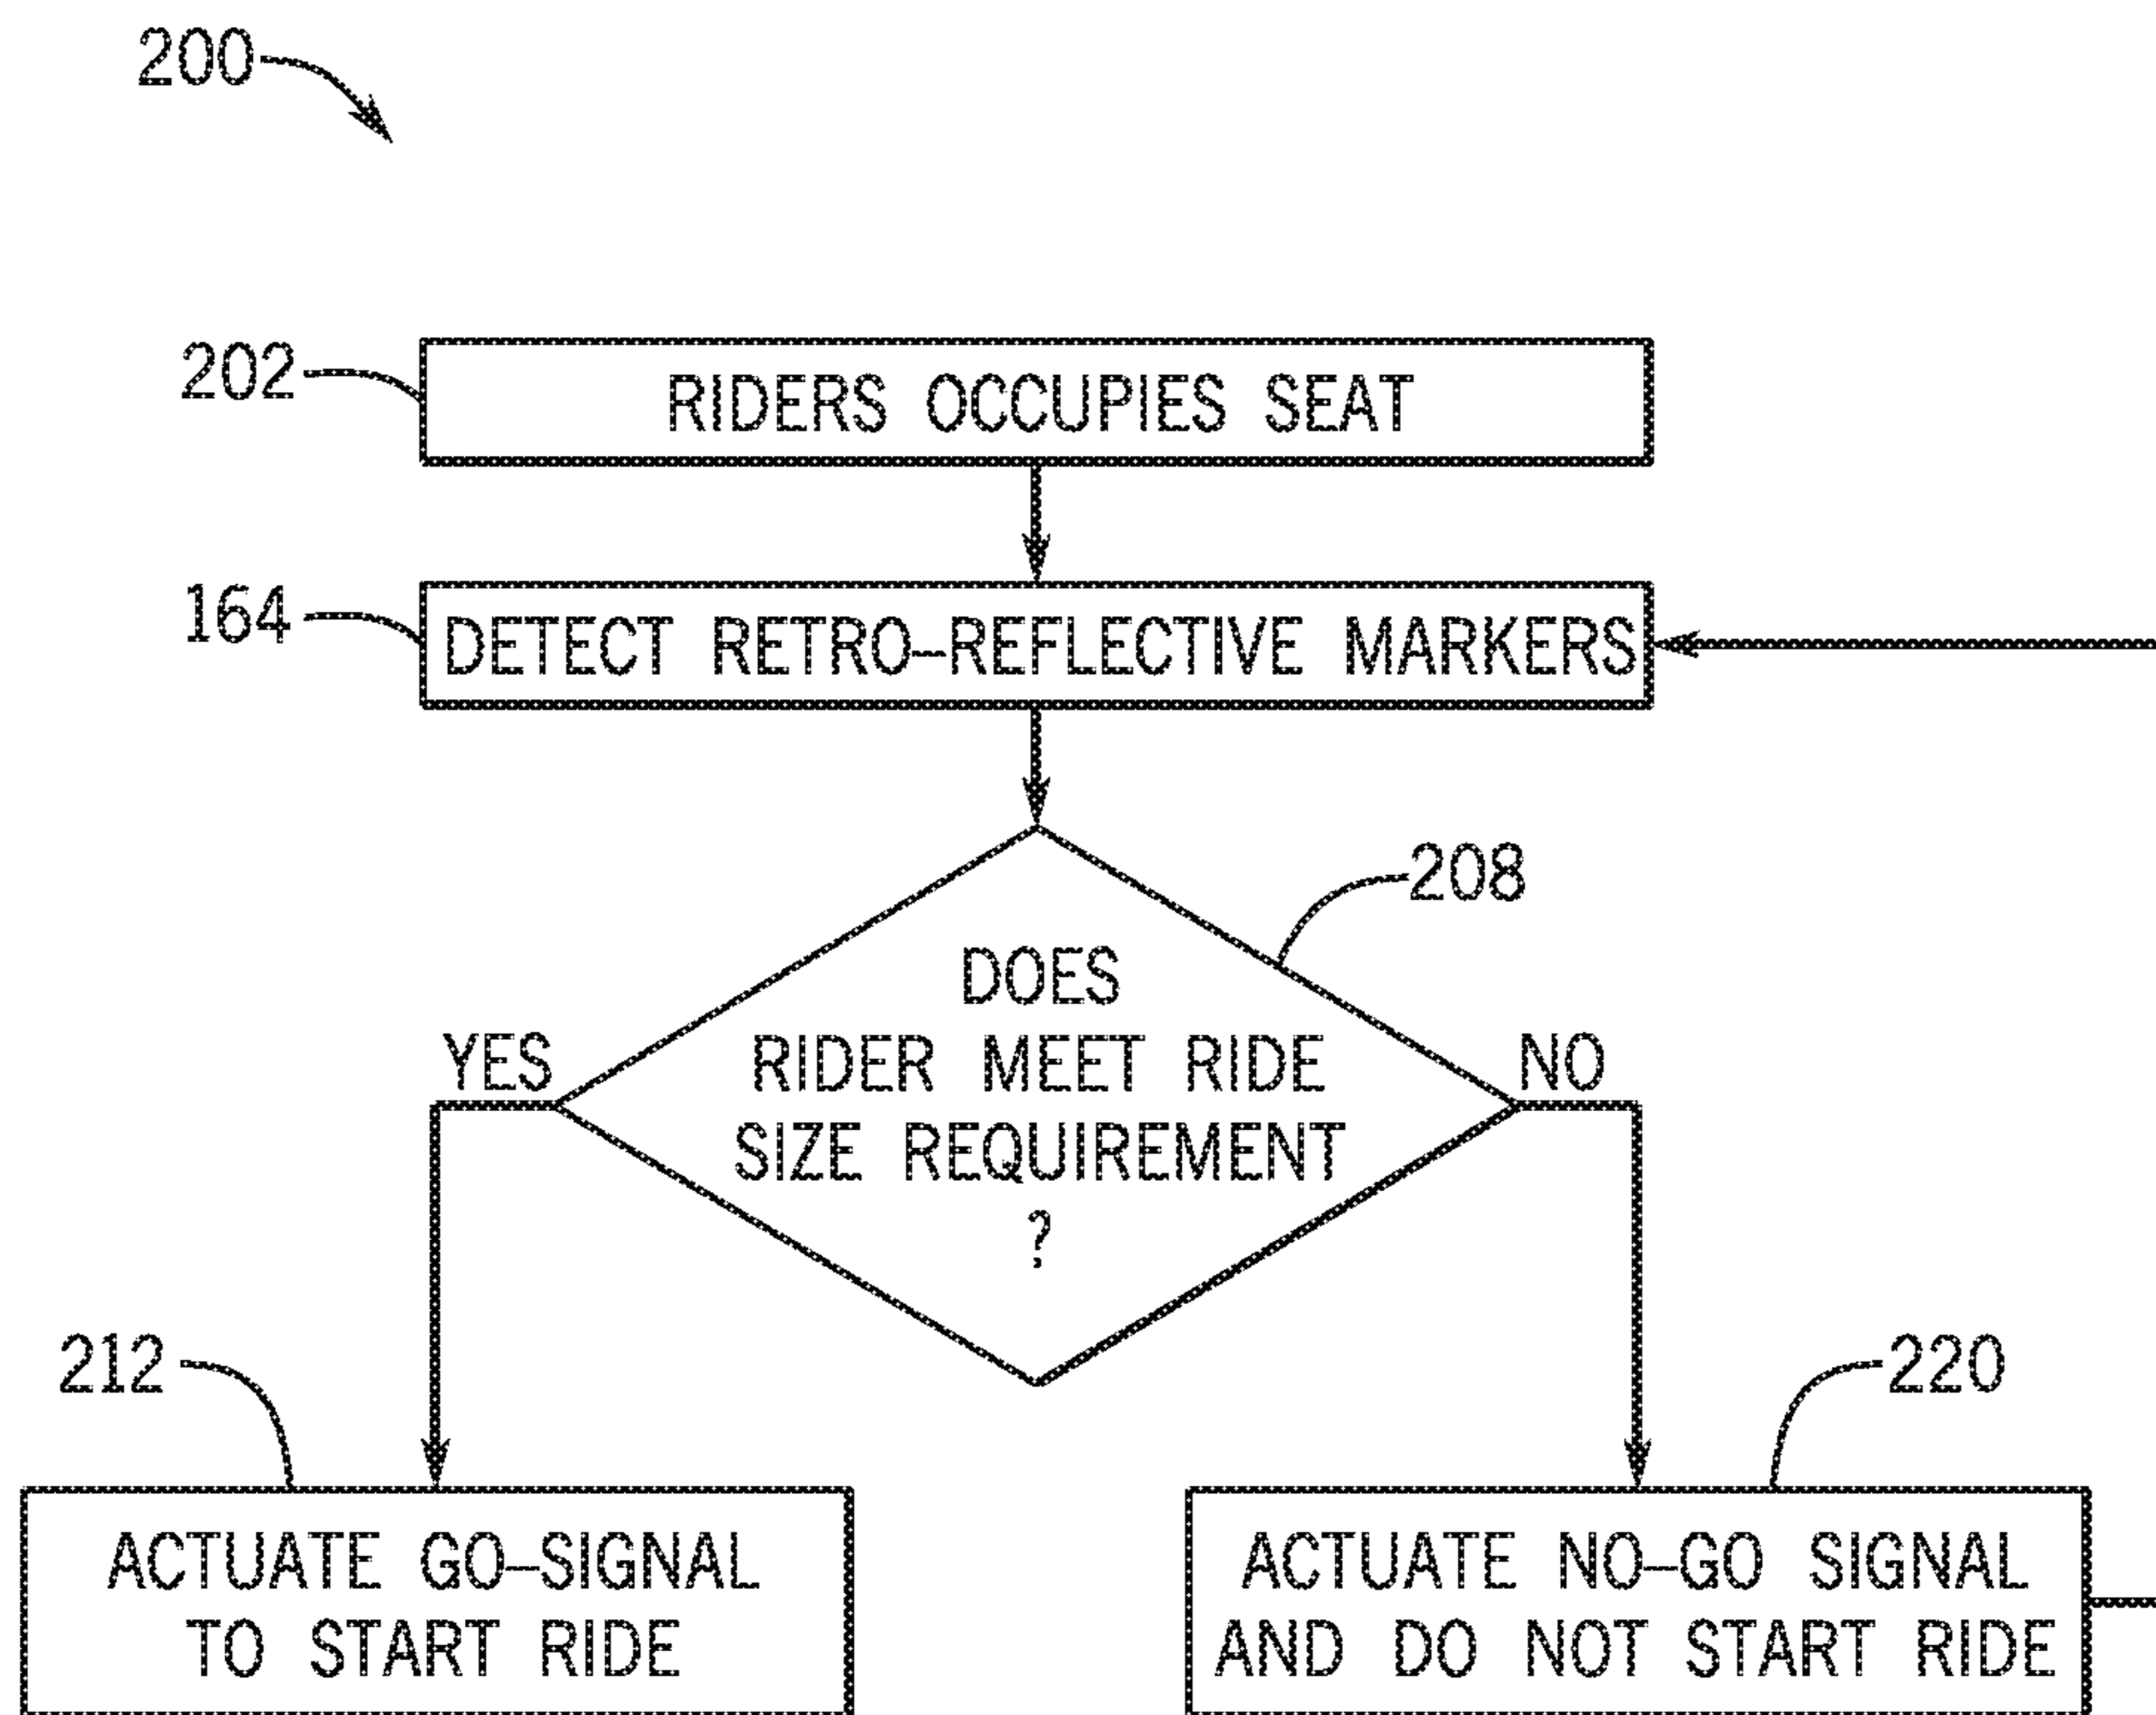 200
202
RIDERS OCCUPIES SEAT
164
DETECT RETRO-REFLECTIVE MARKERS
208
DOES
RIDER MEET RIDE
SIZE REQUIREMENT
?
YES
NO
212
220
ACTUATE GO-SIGNAL
TO START RIDE
ACTUATE NO-GO SIGNAL
AND DO NOT START RIDE